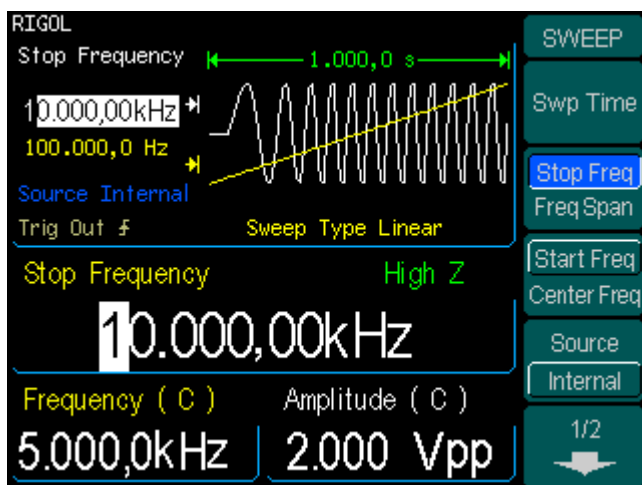 RIGOL
Stop Frequency
1.000,0 s
10.000,00kHz
100.000,0 Hz
Source Internal
Trig Out
Sweep Type Linear
Stop Frequency
High Z
10.000,00kHz
Frequency ( C )
Amplitude ( C )
5.000,0kHz
2.000 Vpp
SWEEP
Swp Time
Stop Freq
Freq Span
Start Freq
Center Freq
Source
Internal
1/2